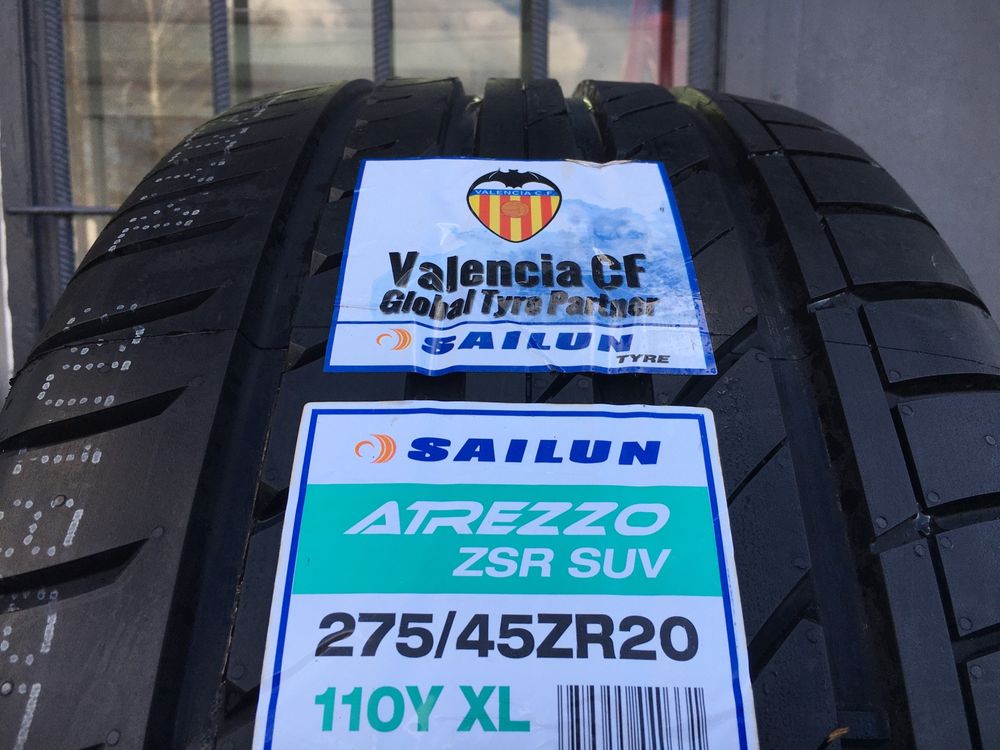 VALENCIA C.F
Valencia CF
Global Tyre Partner
SAILUN
TYRE
SAILUN
ATREZZO
ZSR SUV
275/45ZR20
110Y XL